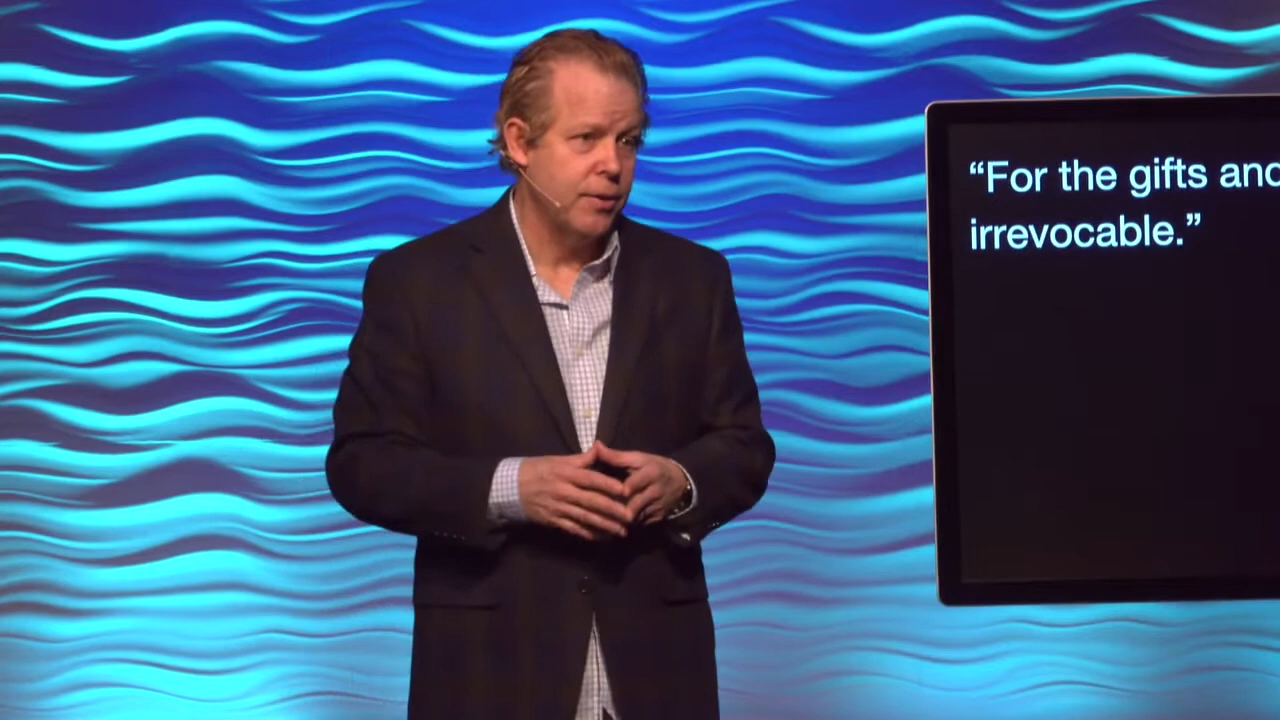 “For the gifts and
irrevocable.”